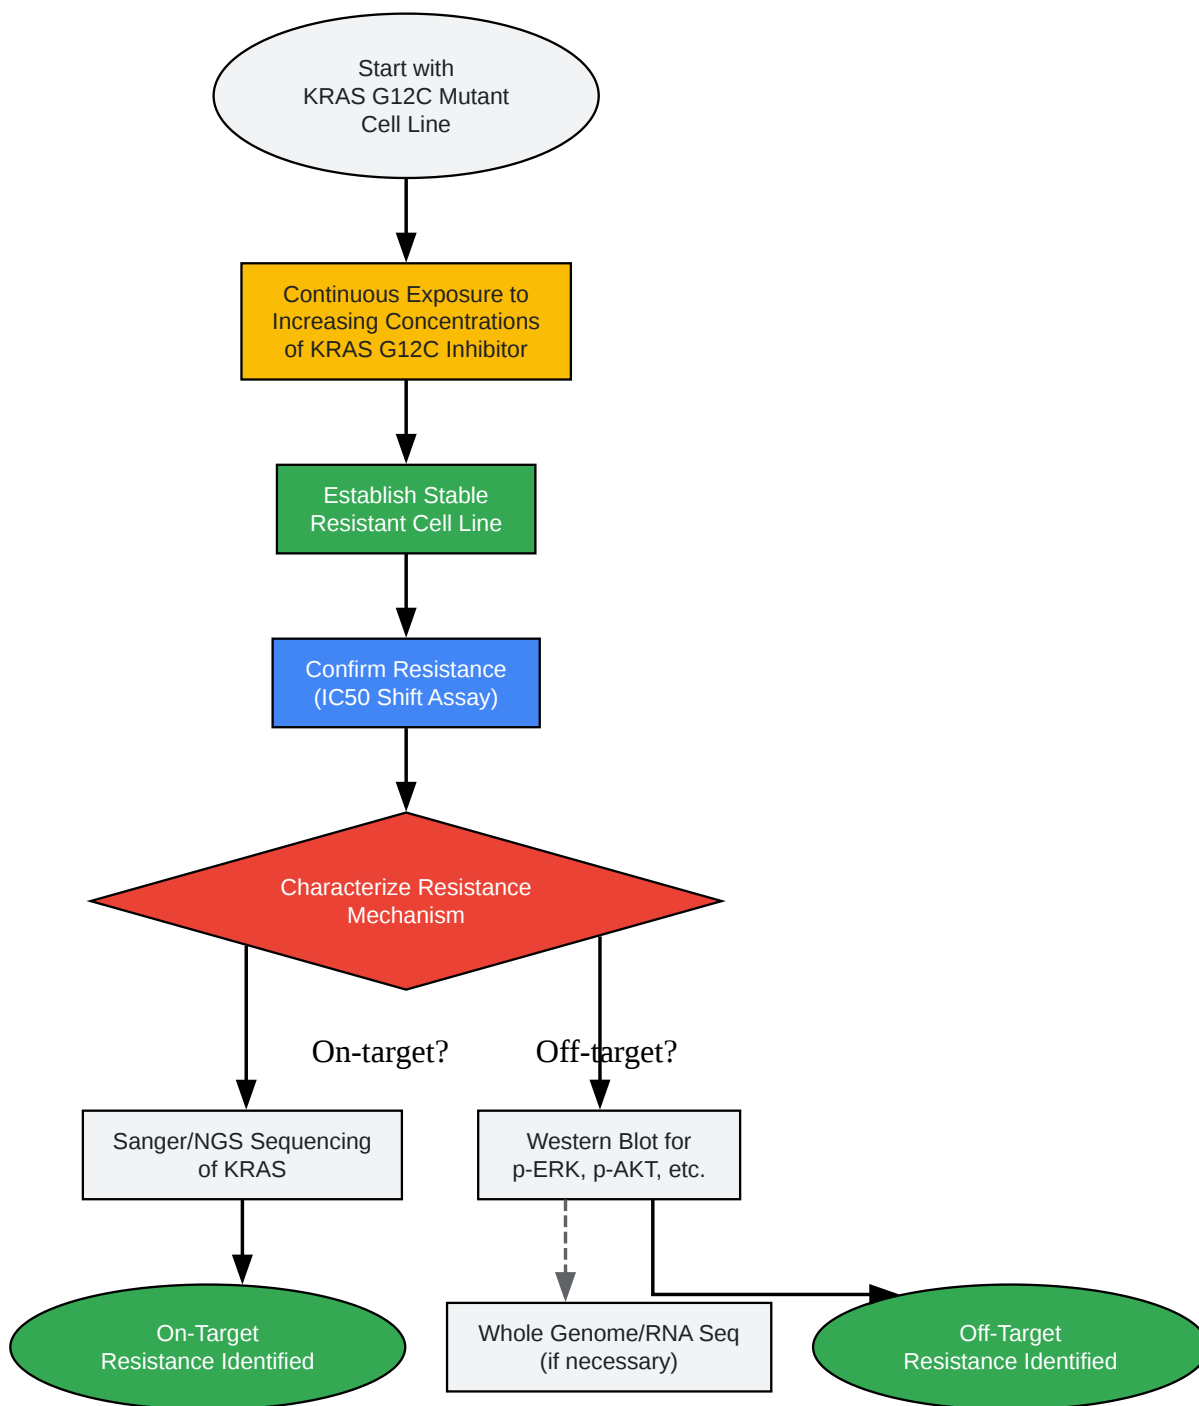 Start with
KRAS G12C Mutant
Cell Line
Continuous Exposure to
Increasing Concentrations
of KRAS G12C Inhibitor
Establish Stable
Resistant Cell Line
Confirm Resistance
(IC50 Shift Assay)
Characterize Resistance
Mechanism
On-target?
Off-target?
Sanger/NGS Sequencing
of KRAS
Western Blot for
p-ERK, p-AKT, etc.
On-Target
Resistance Identified
Whole Genome/RNA Seq
(if necessary)
Off-Target
Resistance Identified